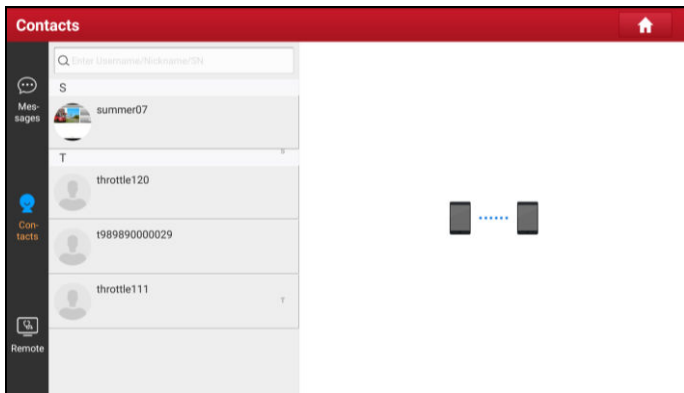 Contacts
Enter Username/Nickname/SN
S
summer07
Mes-
sages
T
S
throttle120
Con-
tacts
t989890000029
throttle111
T
Remote